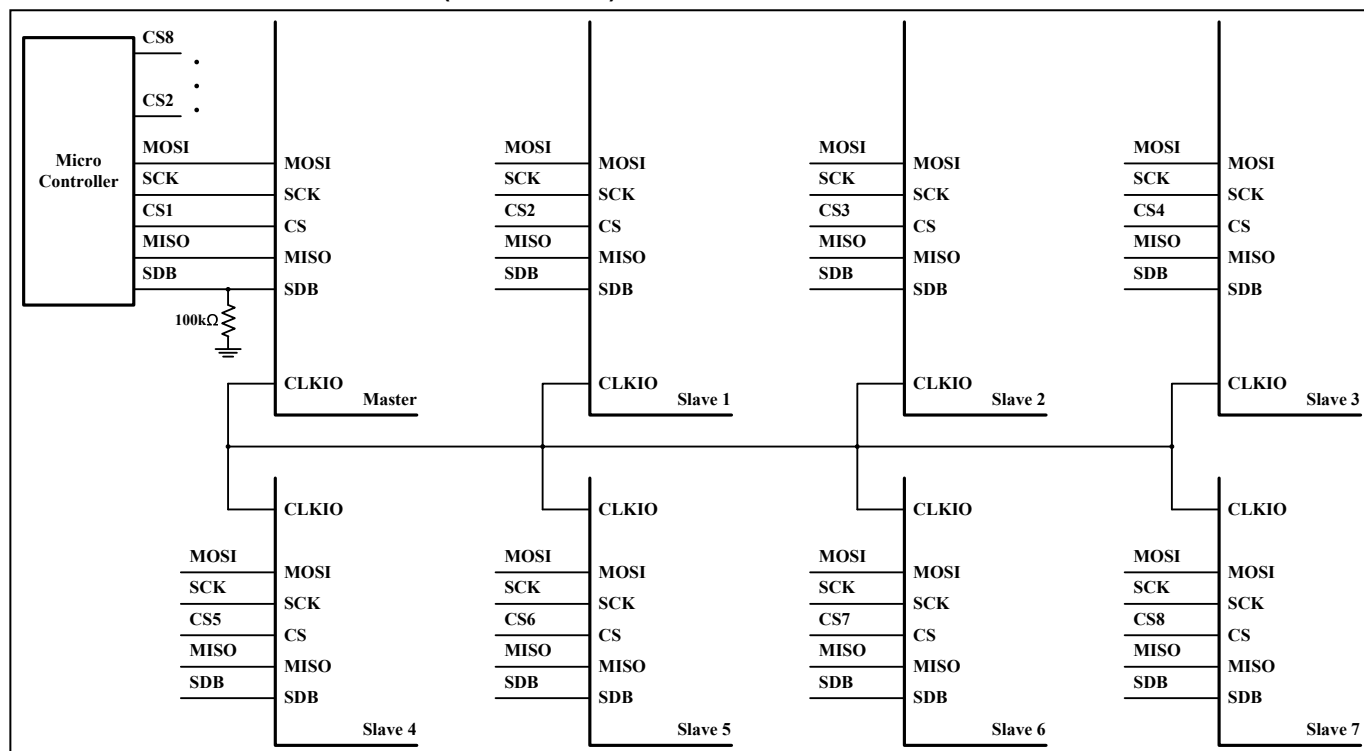 CS8
CS2
Micro
Controller
MOSI
SCK
CS1
MISO
SDB
100kΩ
MOSI
SCK
CS
MISO
SDB
CLKIO
Master
MOSI
SCK
CS2
MISO
SDB
MOSI
SCK
CS
MISO
SDB
CLKIO
Slave 1
MOSI
SCK
CS3
MISO
SDB
MOSI
SCK
CS
MISO
SDB
CLKIO
Slave 2
MOSI
SCK
CS4
MISO
SDB
MOSI
SCK
CS
MISO
SDB
CLKIO
Slave 3
CLKIO
MOSI
SCK
CS5
MISO
SDB
MOSI
SCK
CS
MISO
SDB
Slave 4
CLKIO
MOSI
SCK
CS6
MISO
SDB
MOSI
SCK
CS
MISO
SDB
Slave 5
CLKIO
MOSI
SCK
CS7
MISO
SDB
MOSI
SCK
CS
MISO
SDB
Slave 6
CLKIO
MOSI
SCK
CS8
MISO
SDB
MOSI
SCK
CS
MISO
SDB
Slave 7